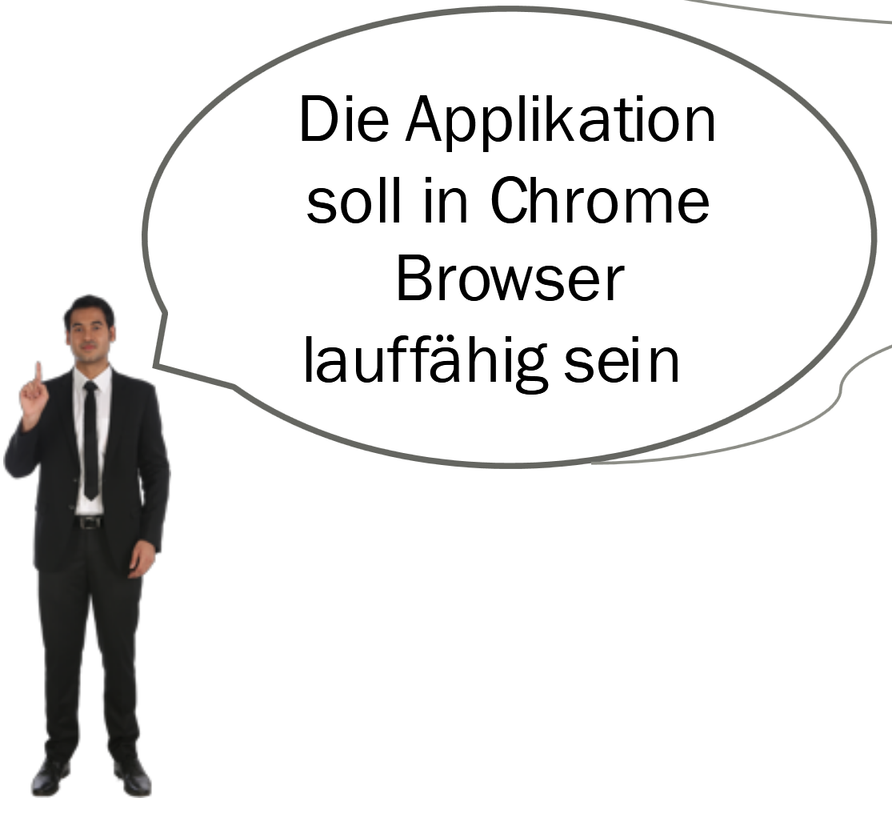 Die Applikation
soll in Chrome
Browser
lauffähig sein